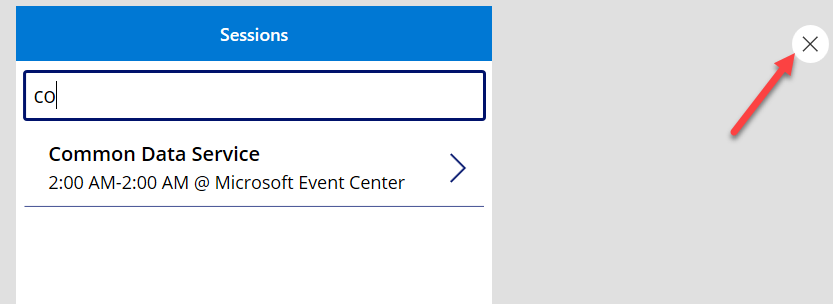 Sessions
co
Common Data Service
2:00 AM-2:00 AM @ Microsoft Event Center